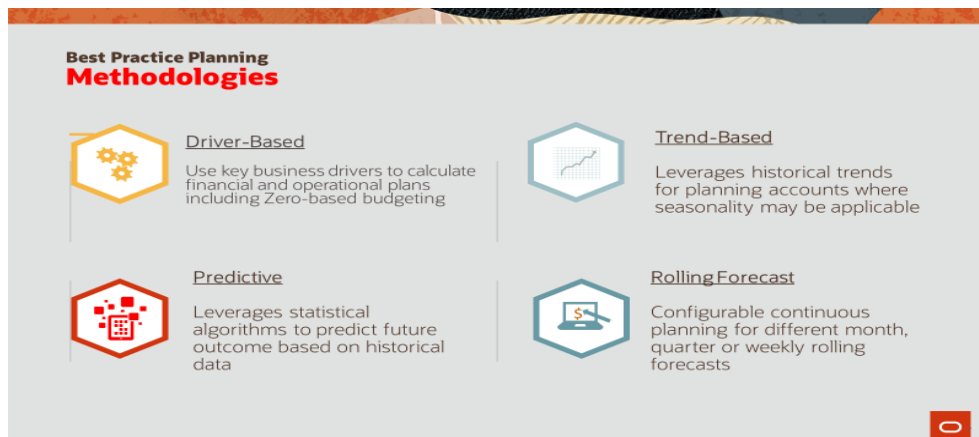 Best Practice Planning
Methodologies
Driver-Based
Use key business drivers to calculate
financial and operational plans
including Zero-based budgeting
Trend-Based
Leverages historical trends
for planning accounts where
seasonality may be applicable
Predictive
Leverages statistical
algorithms to predict future
outcome based on historical
data
Rolling Forecast
Configurable continuous
planning for different month,
quarter or weekly rolling
forecasts
$